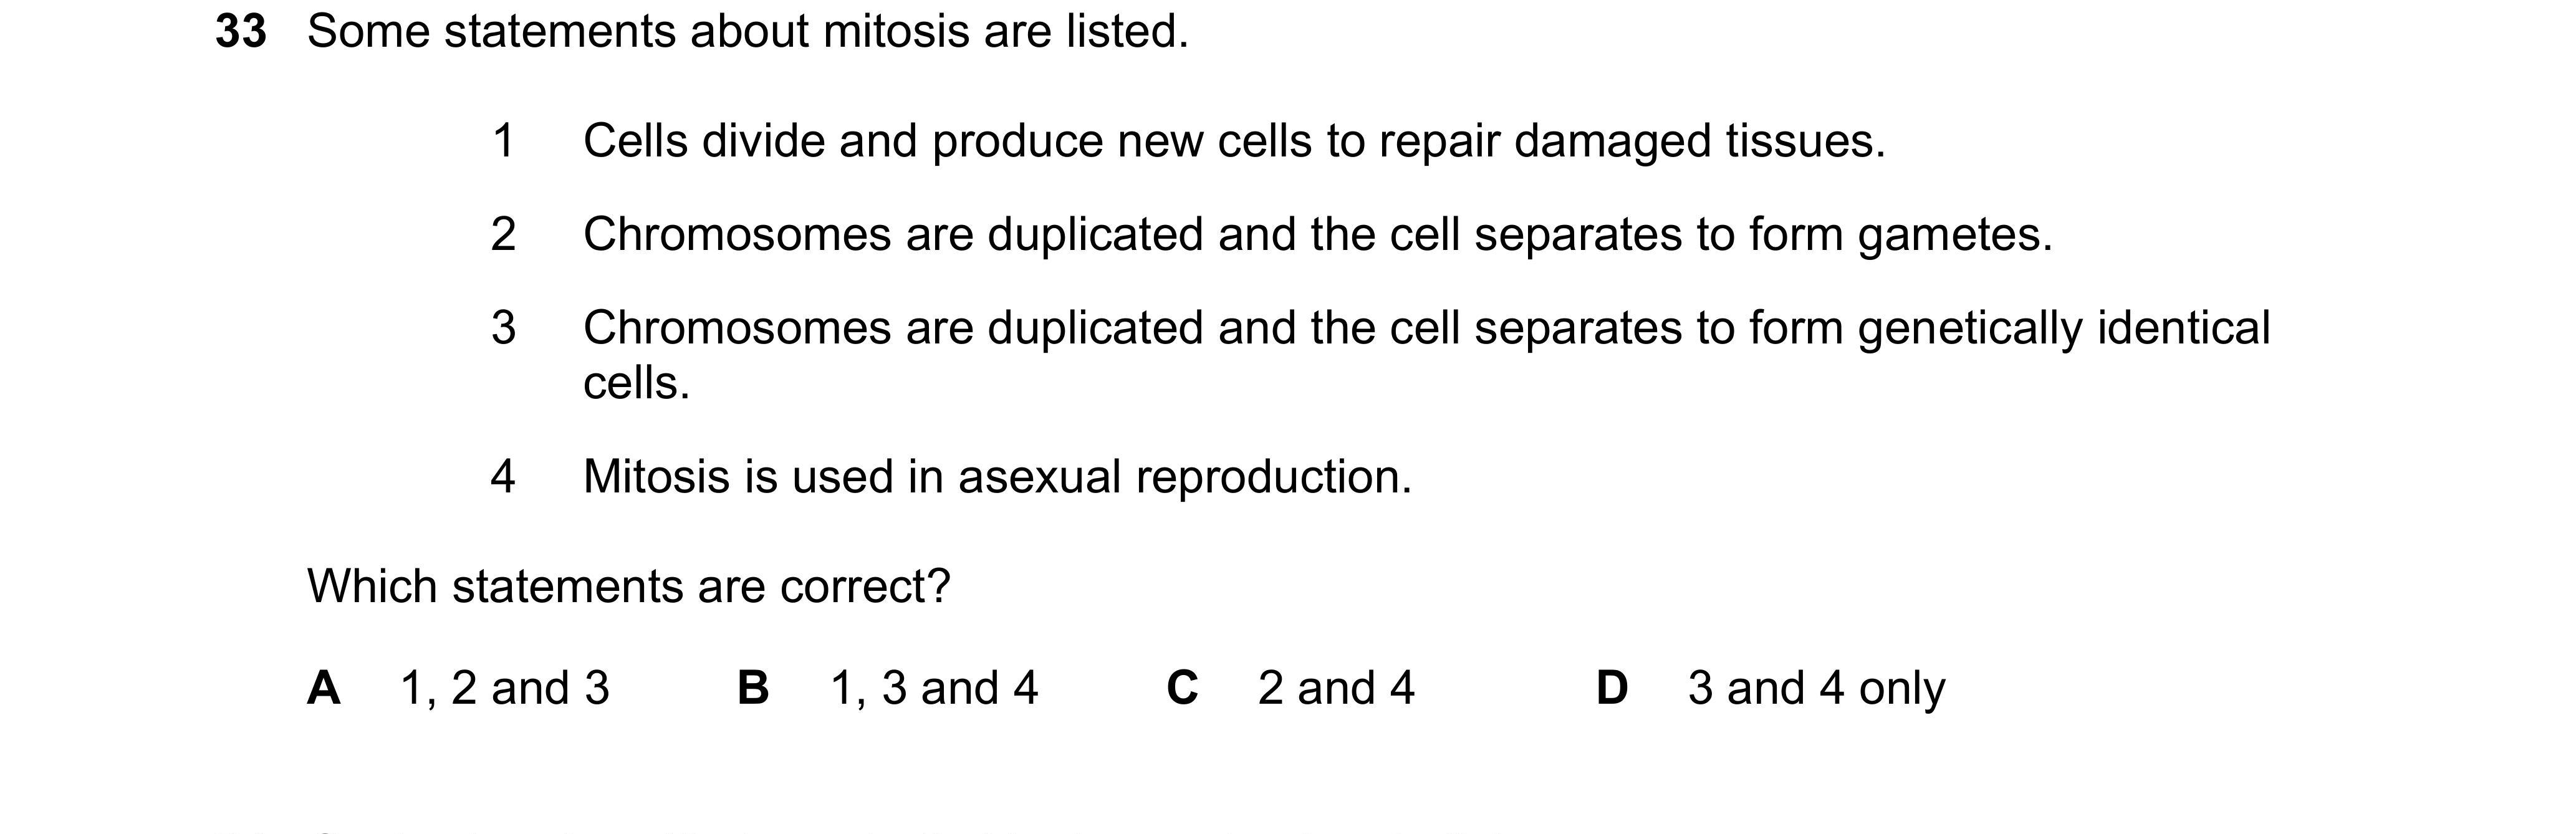 33 Some statements about mitosis are listed.
1 Cells divide and produce new cells to repair damaged tissues.
2 Chromosomes are duplicated and the cell separates to form gametes.
3 Chromosomes are duplicated and the cell separates to form genetically identical
cells.
4 Mitosis is used in asexual reproduction.
Which statements are correct?
A 1, 2 and 3 B 1, 3 and 4 C 2 and 4 D 3 and 4 only